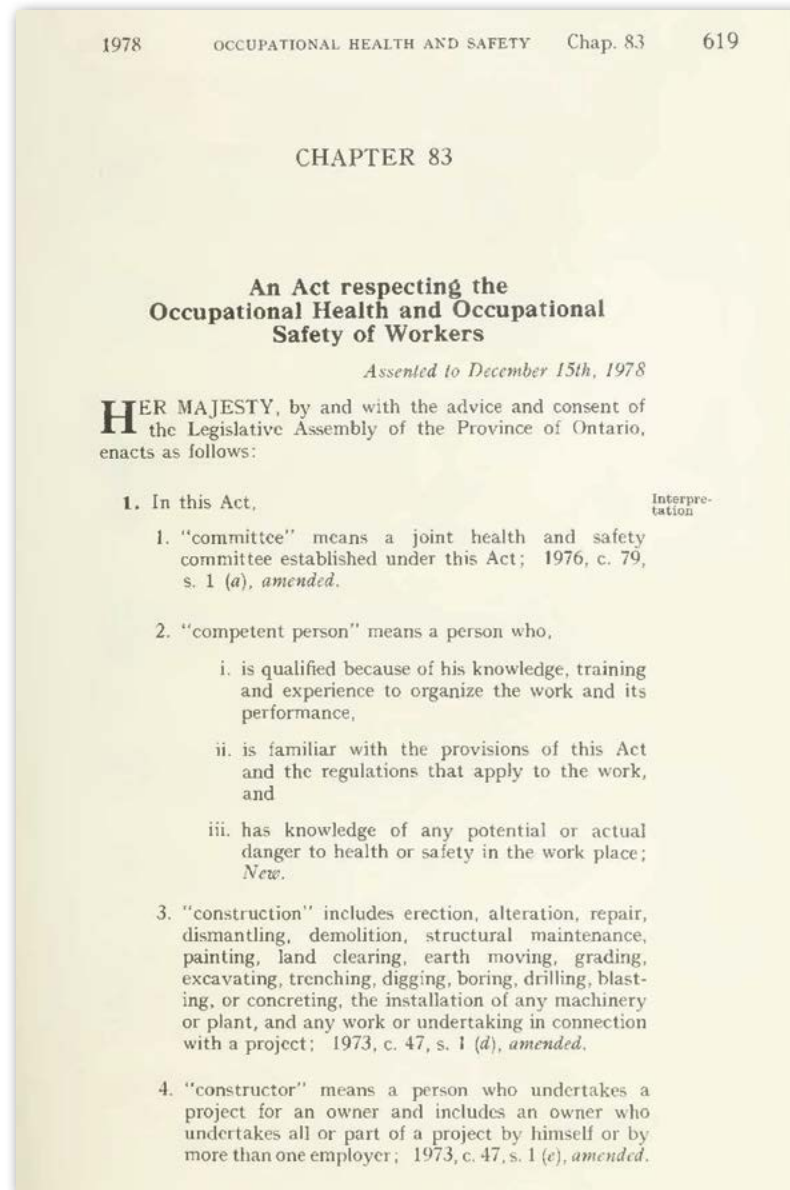 1978 OCCUPATIONAL HEALTH AND SAFETY Chap. 83 619
CHAPTER 83
An Act respecting the
Occupational Health and Occupational
Safety of Workers
Assented to December 15th, 1978
HER MAJESTY, by and with the advice and consent of
the Legislative Assembly of the Province of Ontario,
enacts as follows:
1. In this Act,
Interpre-
tation
1. "committee" means a joint health and safety
committee established under this Act; 1976, c. 79,
s. 1 (a), amended.
2. "competent person" means a person who,
i. is qualified because of his knowledge, training
and experience to organize the work and its
performance,
ii. is familiar with the provisions of this Act
and the regulations that apply to the work,
and
iii. has knowledge of any potential or actual
danger to health or safety in the work place;
New.
3. "construction" includes erection, alteration, repair,
dismantling, demolition, structural maintenance,
painting, land clearing, earth moving, grading,
excavating, trenching, digging, boring, drilling, blast-
ing, or concreting, the installation of any machinery
or plant, and any work or undertaking in connection
with a project; 1973, c. 47, s. 1 (d), amended.
4. "constructor" means a person who undertakes a
project for an owner and includes an owner who
undertakes all or part of a project by himself or by
more than one employer; 1973, c. 47, s. 1 (e), amended.